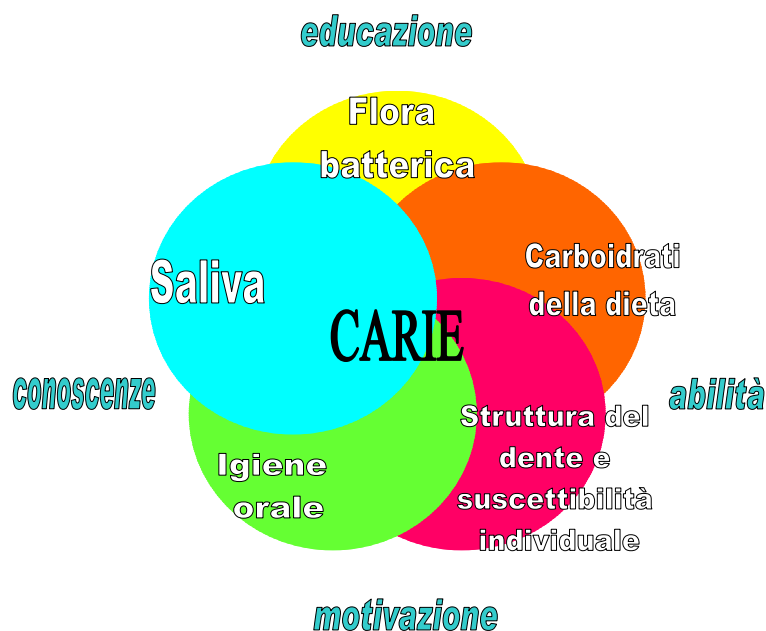 educazione
Flora
batterica
Carboidrati
della dieta
Saliva
CARIE
conoscenze
abilità
Struttura del
dente e
suscettibilità
individuale
Igiene
orale
motivazione